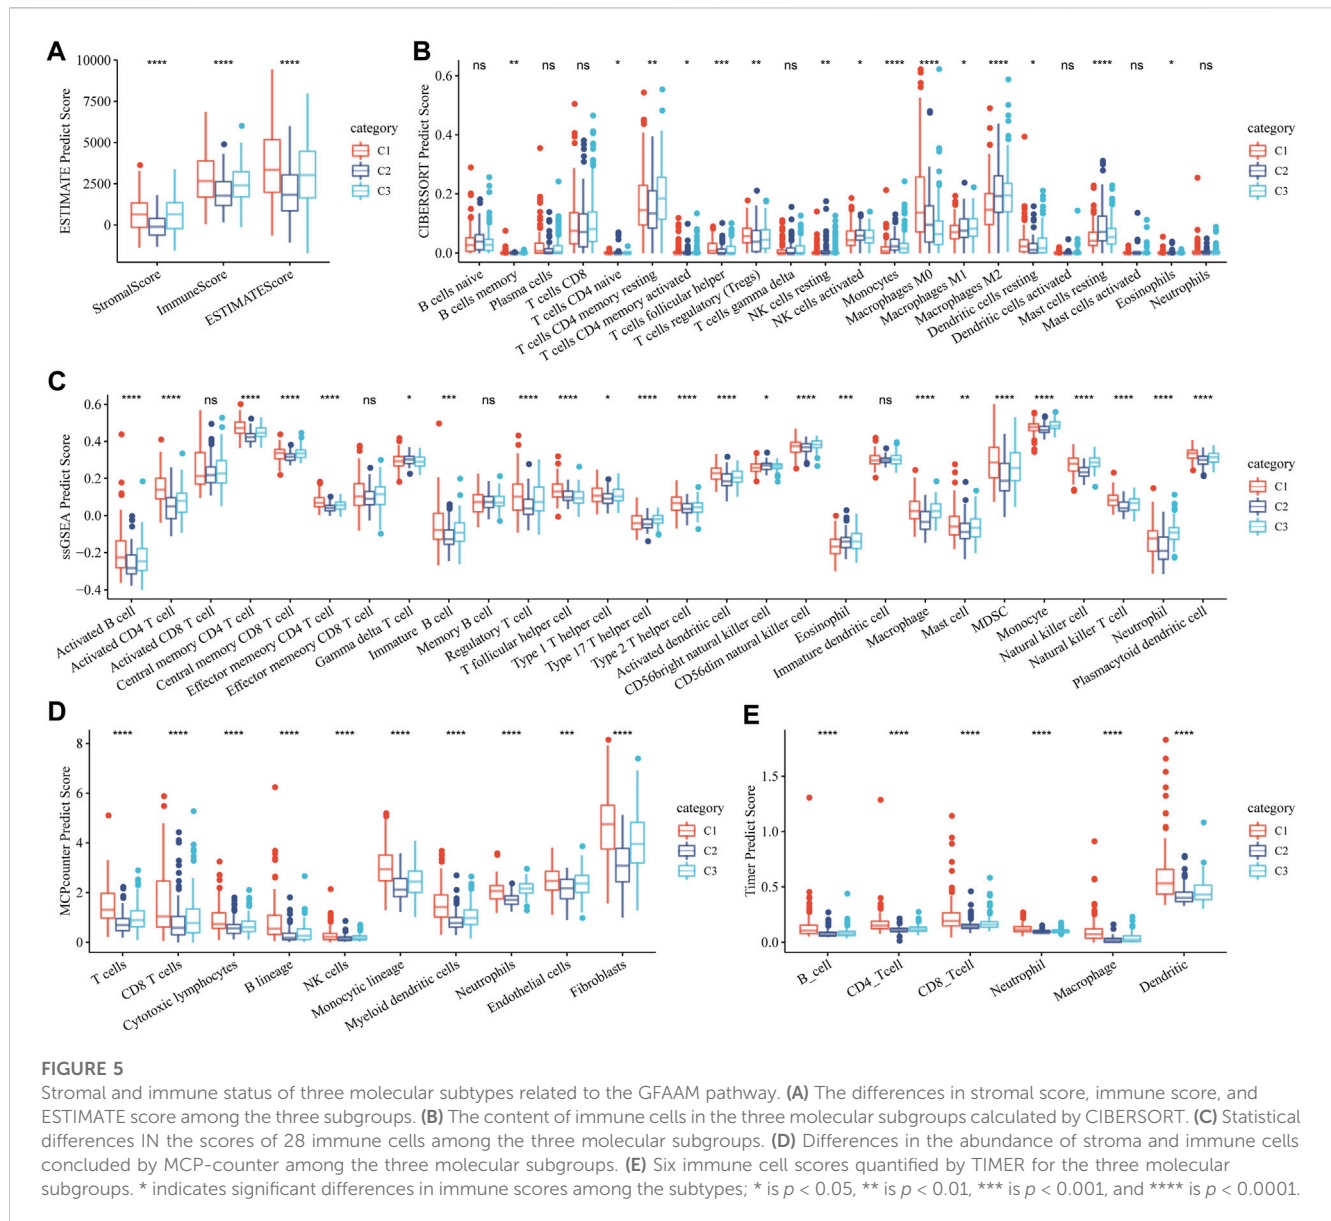 A
10000
7500
5000
2500
0
ESTIMATE Predict Score
**** **** ****
StromalScore
ImmuneScore
ESTIMATEScore
category
C1
C2
C3
B
0.6
0.4
0.2
0.0
CIBERSORT Predict Score
ns ** ns ns * ** * *** ** ns ** * **** **** * **** * ns **** ns * ns
B cells naive
B cells memory
Plasma cells
T cells CD8
T cells CD4 naive
T cells CD4 memory resting
T cells CD4 memory activated
T cells follicular helper
T cells regulatory (Tregs)
T cells gamma delta
NK cells resting
NK cells activated
Monocytes
Macrophages M0
Macrophages M1
Macrophages M2
Dendritic cells resting
Dendritic cells activated
Mast cells resting
Mast cells activated
Eosinophils
Neutrophils
category
C1
C2
C3
C
0.6
0.4
0.2
0.0
−0.2
−0.4
ssGSEA Predict Score
**** **** ns **** **** **** ns * *** ns **** **** * **** **** **** * **** *** ns **** ** **** **** **** **** **** ****
Activated B cell
Activated CD4 T cell
Activated CD8 T cell
Central memory CD4 T cell
Central memory CD8 T cell
Effector memeory CD4 T cell
Effector memeory CD8 T cell
Gamma delta T cell
Immature  B cell
Memory B cell
Regulatory T cell
T follicular helper cell
Type 1 T helper cell
Type 17 T helper cell
Type 2 T helper cell
Activated dendritic cell
CD56bright natural killer cell
CD56dim natural killer cell
Eosinophil
Immature dendritic cell
Macrophage
Mast cell
MDSC
Monocyte
Natural killer cell
Natural killer T cell
Neutrophil
Plasmacytoid dendritic cell
category
C1
C2
C3
D
8
6
4
2
0
MCPcounter Predict Score
**** **** **** **** **** **** **** **** *** ****
T cells
CD8 T cells
Cytotoxic lymphocytes
B lineage
NK cells
Monocytic lineage
Myeloid dendritic cells
Neutrophils
Endothelial cells
Fibroblasts
category
C1
C2
C3
E
1.5
1.0
0.5
0.0
Timer Predict Score
**** **** **** **** **** ****
B_cell
CD4_Tcell
CD8_Tcell
Neutrophil
Macrophage
Dendritic
category
C1
C2
C3
FIGURE 5
Stromal and immune status of three molecular subtypes related to the GFAAM pathway. (A) The differences in stromal score, immune score, and
ESTIMATE score among the three subgroups. (B) The content of immune cells in the three molecular subgroups calculated by CIBERSORT. (C) Statistical
differences IN the scores of 28 immune cells among the three molecular subgroups. (D) Differences in the abundance of stroma and immune cells
concluded by MCP-counter among the three molecular subgroups. (E) Six immune cell scores quantified by TIMER for the three molecular
subgroups. * indicates significant differences in immune scores among the subtypes; * is p < 0.05, ** is p < 0.01, *** is p < 0.001, and **** is p < 0.0001.